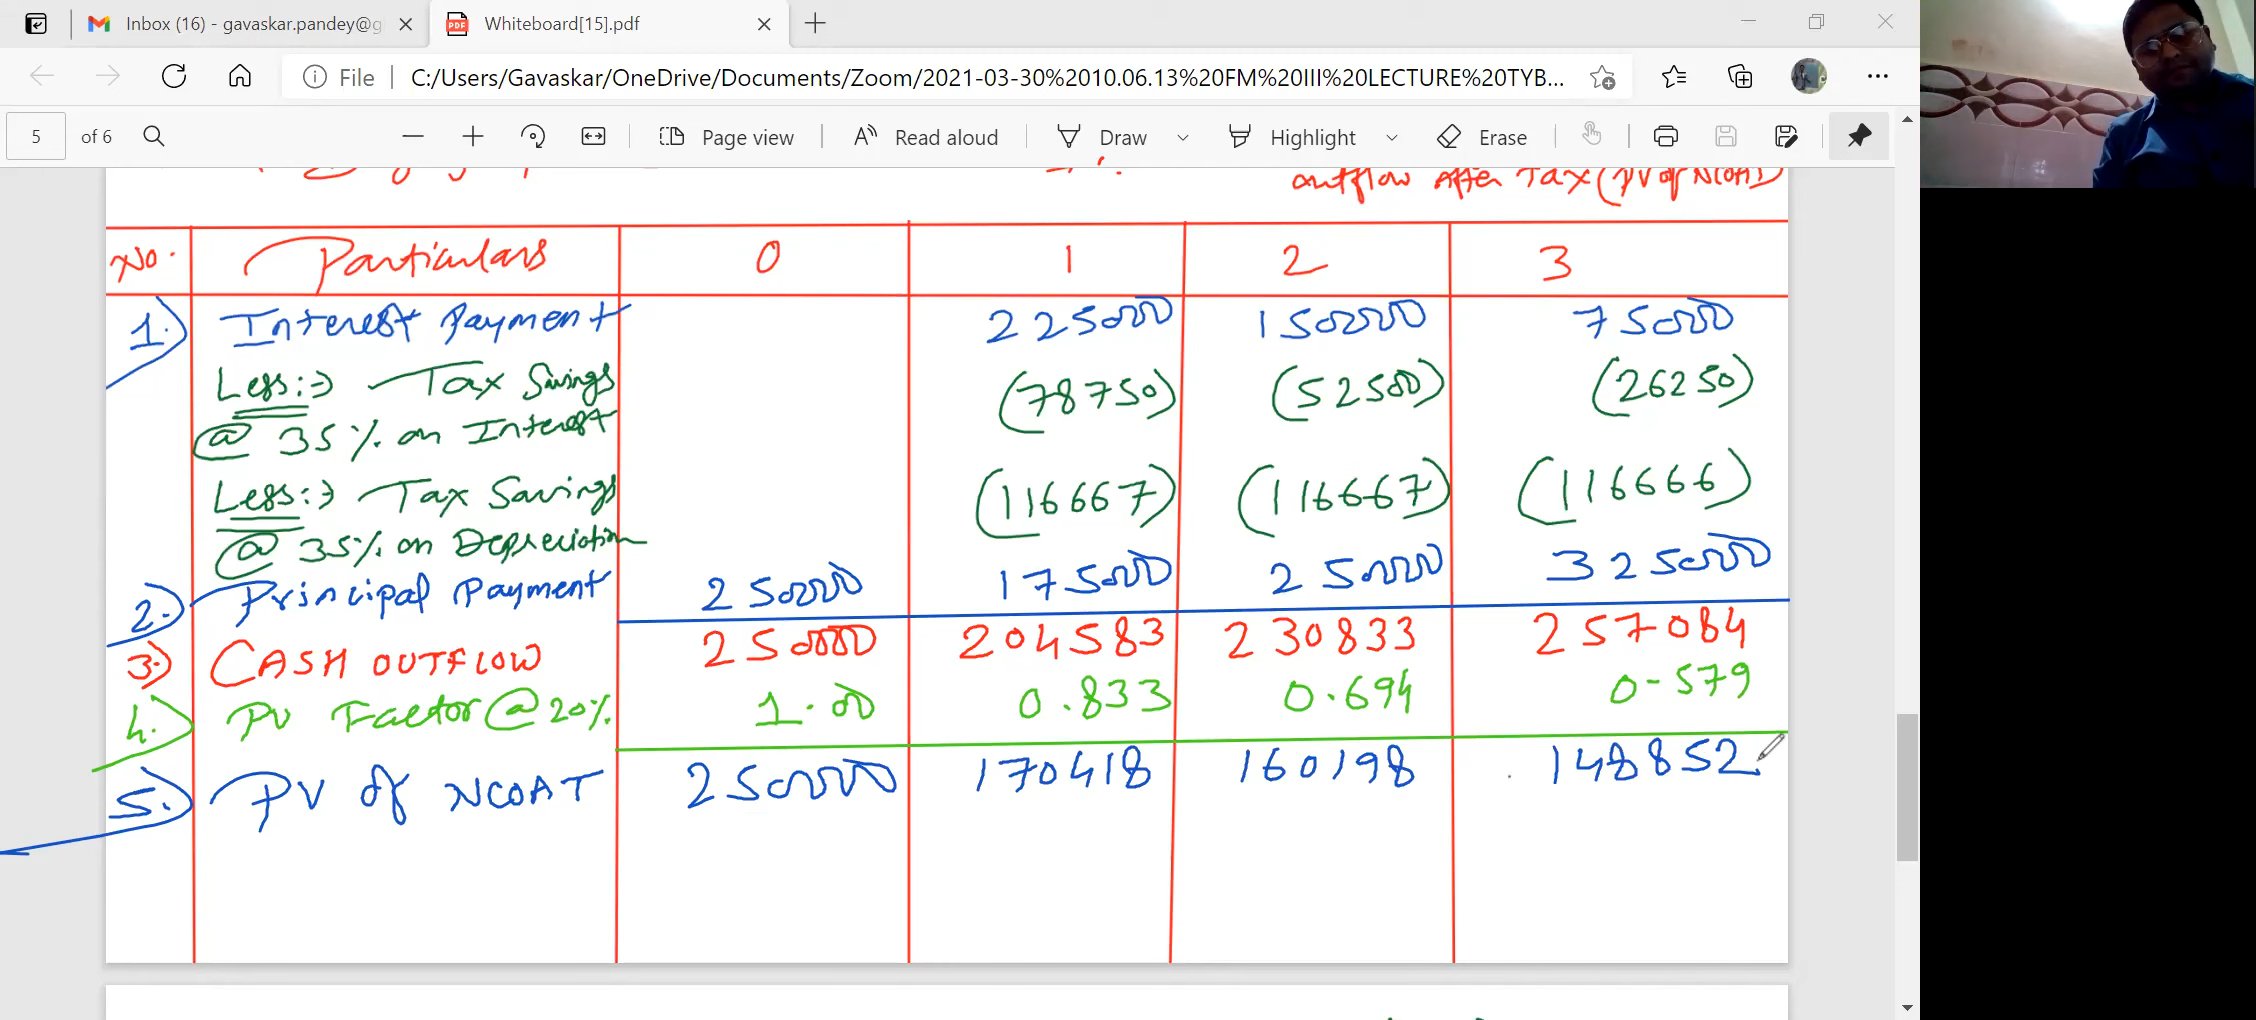 Inbox (16) - gavaskar.pandey@g
Whiteboard[15].pdf
File
C:/Users/Gavaskar/OneDrive/Documents/Zoom/2021-03-30%2010.06.13%20FM%20III%20LECTURE%20TYB...
5 of 6
Page view
Read aloud
Draw
Highlight
Erase
outflow After Tax (PV of NCOAT)
No. Particulars 0 1 2 3
1.) Interest Payment 225000 150000 75000
Less:→ Tax Savings (78750) (52500) (26250)
@ 35% on Interest
Less:→ Tax Savings (116667) (116667) (116666)
@ 35% on Depreciation
2.) Principal Payment 250000 175000 250000 325000
3.) CASH OUTFLOW 250000 204583 230833 257084
4.) PV Factor @ 20% 1.00 0.833 0.694 0.579
5.) PV of NCOAT 250000 170418 160198 148852